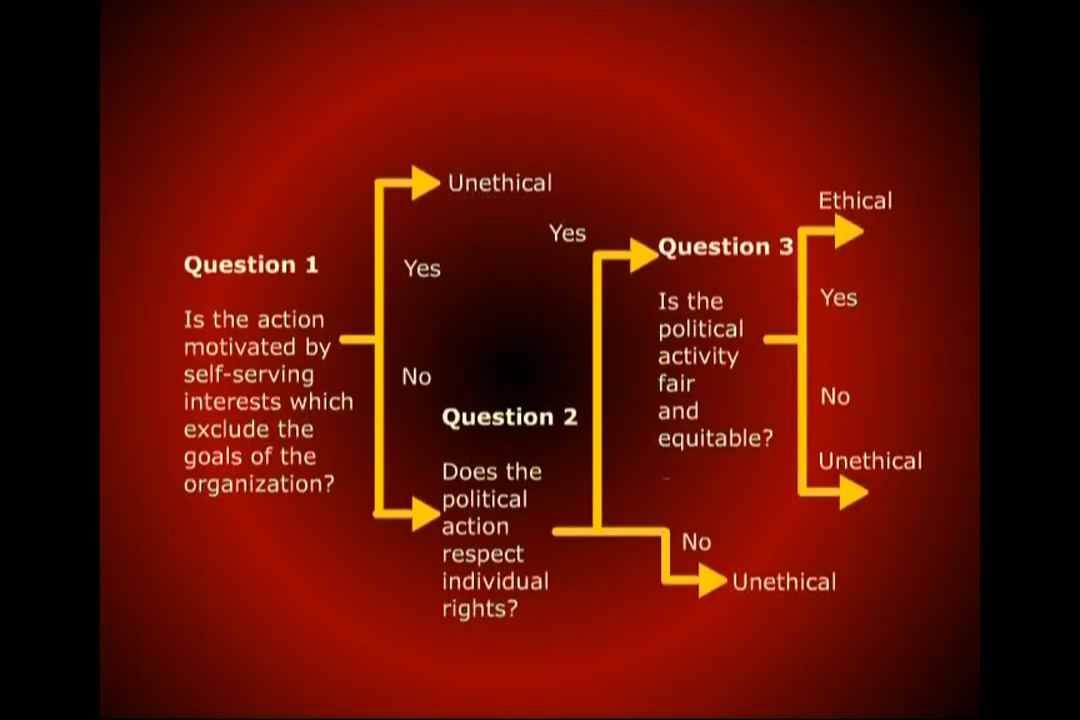 Question 1
Is the action
motivated by
self-serving
interests which
exclude the
goals of the
organization?
Unethical
Yes
No
Question 2
Does the
political
action
respect
individual
rights?
Yes
Question 3
Is the
political
activity
fair
and
equitable?
No
Unethical
Ethical
Yes
No
Unethical